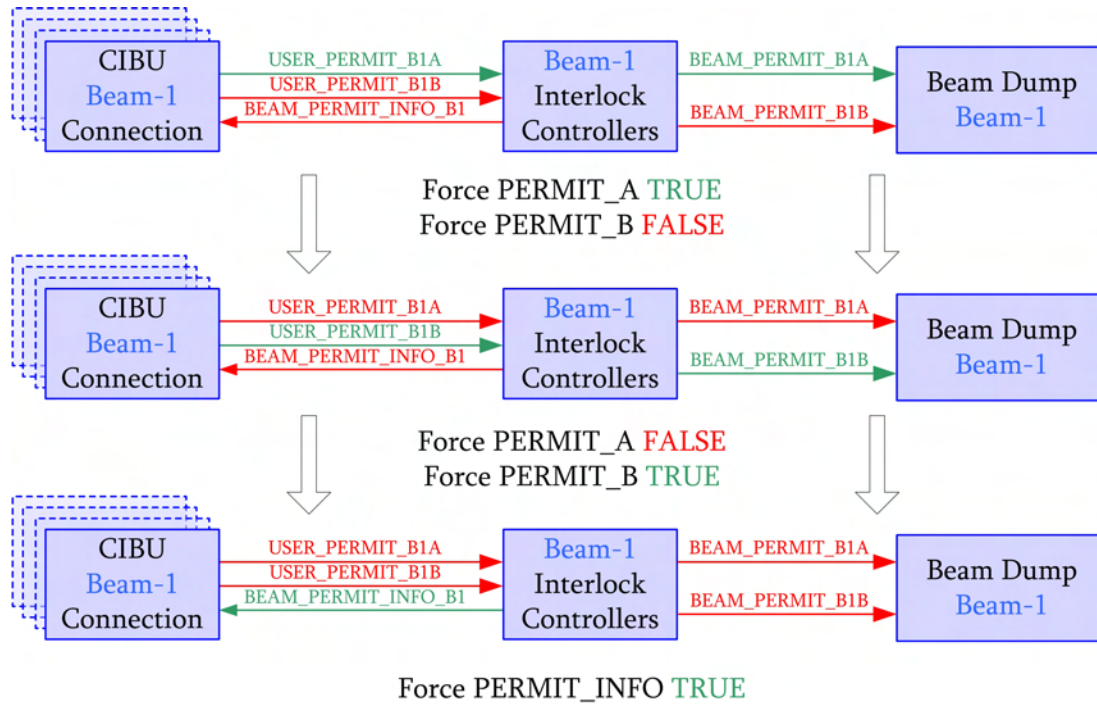 CIBU
Beam-1
Connection
USER_PERMIT_B1A
USER_PERMIT_B1B
BEAM_PERMIT_INFO_B1
Beam-1
Interlock
Controllers
BEAM_PERMIT_B1A
BEAM_PERMIT_B1B
Beam Dump
Beam-1
Force PERMIT_A TRUE
Force PERMIT_B FALSE
CIBU
Beam-1
Connection
USER_PERMIT_B1A
USER_PERMIT_B1B
BEAM_PERMIT_INFO_B1
Beam-1
Interlock
Controllers
BEAM_PERMIT_B1A
BEAM_PERMIT_B1B
Beam Dump
Beam-1
Force PERMIT_A FALSE
Force PERMIT_B TRUE
CIBU
Beam-1
Connection
USER_PERMIT_B1A
USER_PERMIT_B1B
BEAM_PERMIT_INFO_B1
Beam-1
Interlock
Controllers
BEAM_PERMIT_B1A
BEAM_PERMIT_B1B
Beam Dump
Beam-1
Force PERMIT_INFO TRUE